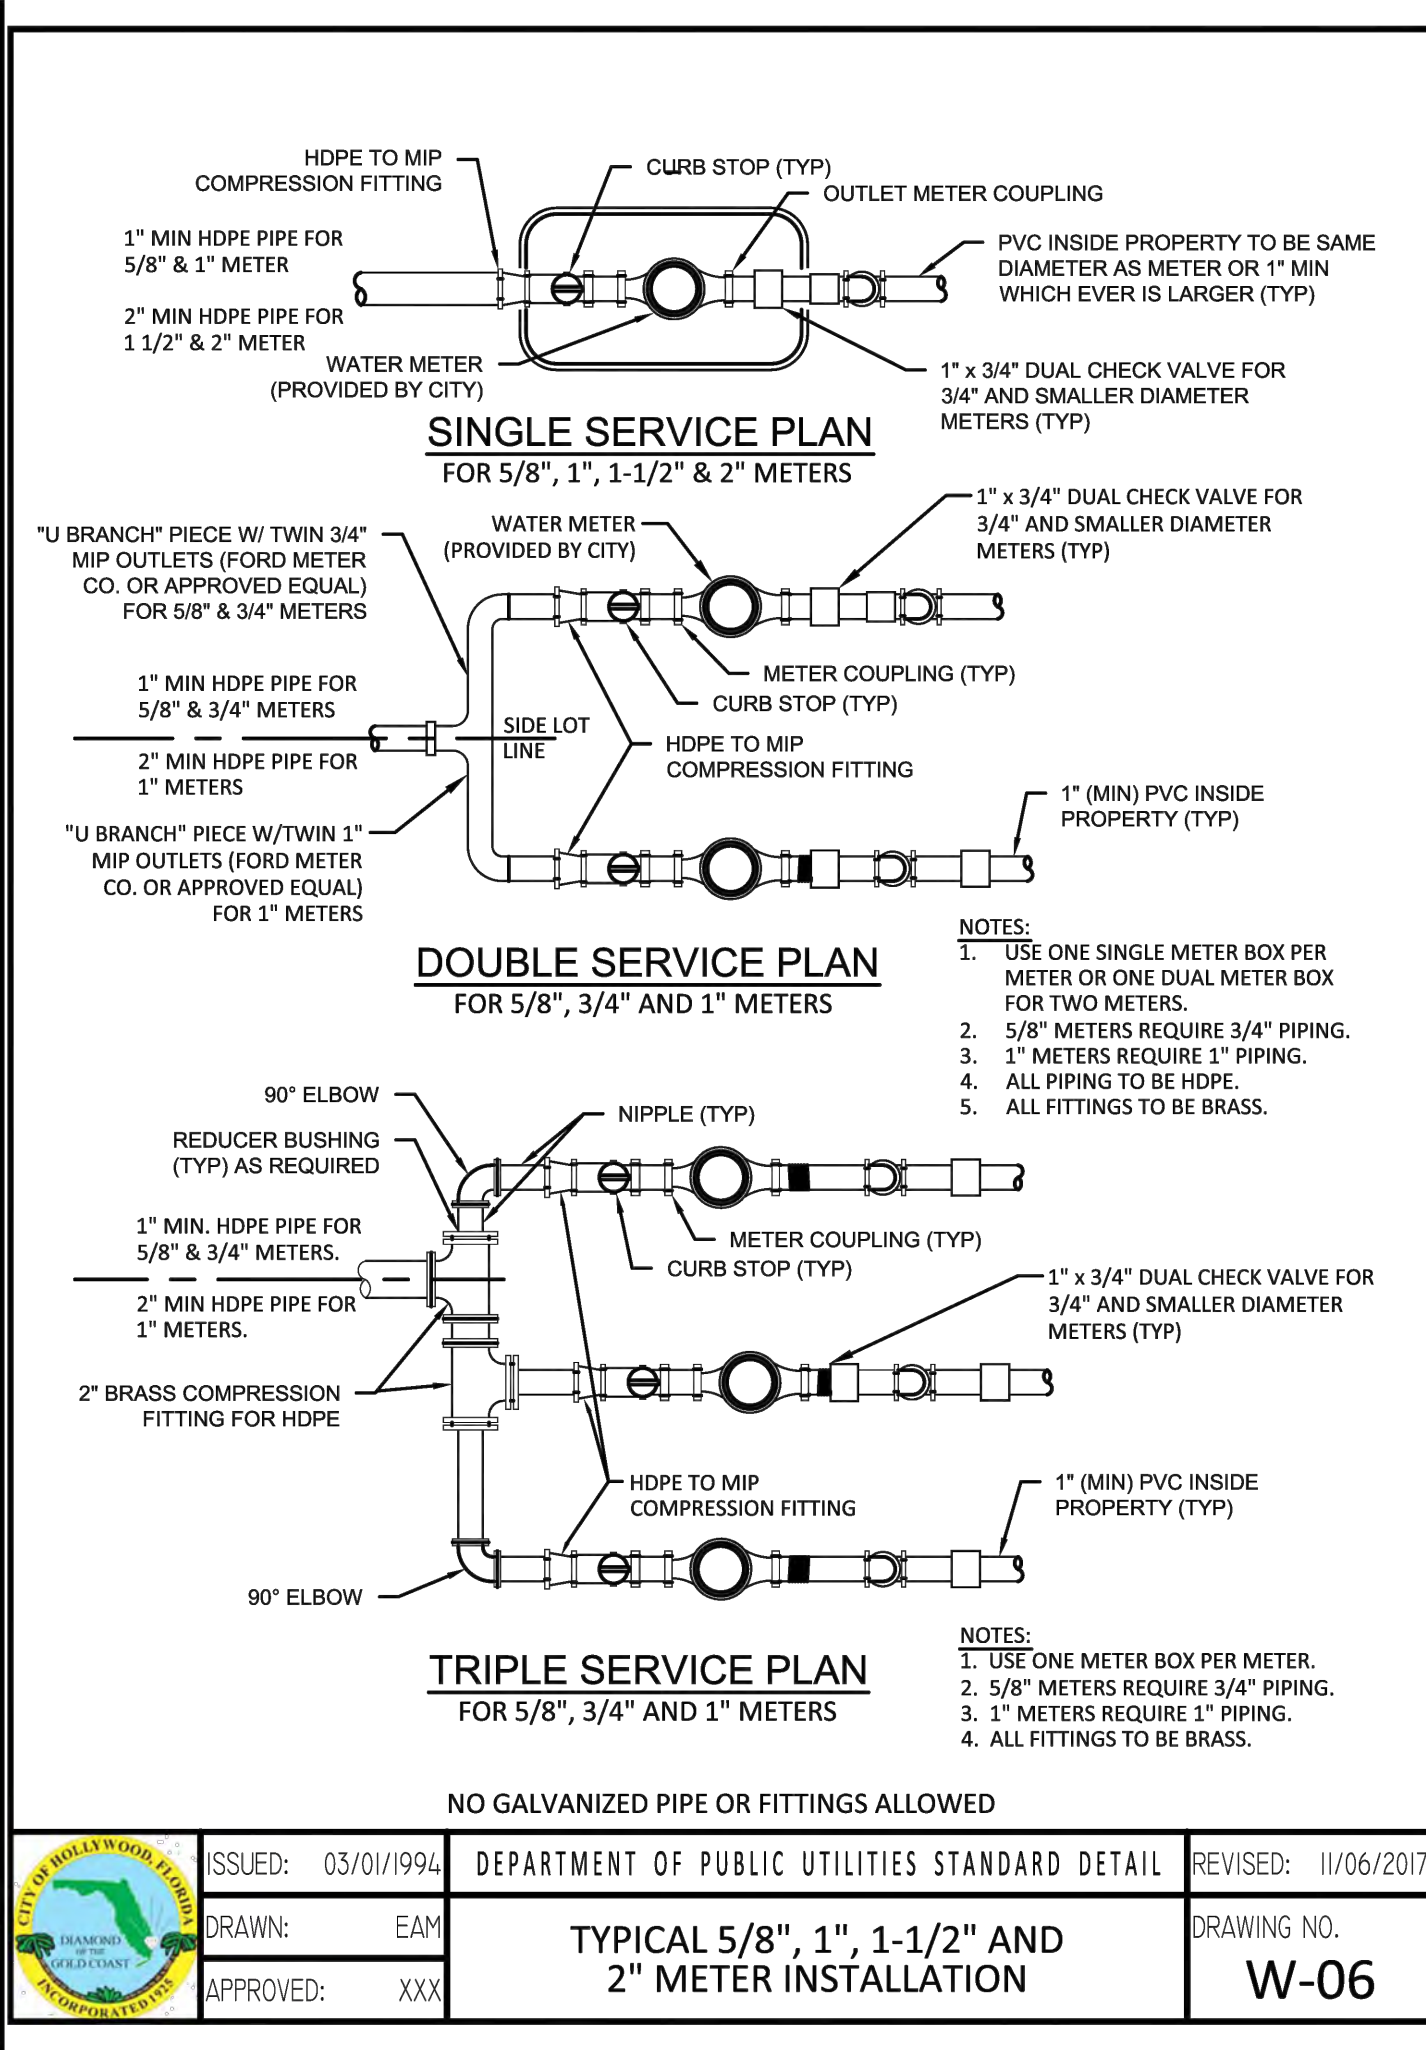 HDPE TO MIP
COMPRESSION FITTING
CURB STOP (TYP)
OUTLET METER COUPLING
1" MIN HDPE PIPE FOR
5/8" & 1" METER
PVC INSIDE PROPERTY TO BE SAME
DIAMETER AS METER OR 1" MIN
WHICH EVER IS LARGER (TYP)
2" MIN HDPE PIPE FOR
1 1/2" & 2" METER
WATER METER
(PROVIDED BY CITY)
1" x 3/4" DUAL CHECK VALVE FOR
3/4" AND SMALLER DIAMETER
METERS (TYP)
SINGLE SERVICE PLAN
FOR 5/8", 1", 1-1/2" & 2" METERS
"U BRANCH" PIECE W/ TWIN 3/4"
MIP OUTLETS (FORD METER
CO. OR APPROVED EQUAL)
FOR 5/8" & 3/4" METERS
WATER METER
(PROVIDED BY CITY)
1" x 3/4" DUAL CHECK VALVE FOR
3/4" AND SMALLER DIAMETER
METERS (TYP)
METER COUPLING (TYP)
CURB STOP (TYP)
1" MIN HDPE PIPE FOR
5/8" & 3/4" METERS
SIDE LOT
LINE
2" MIN HDPE PIPE FOR
1" METERS
HDPE TO MIP
COMPRESSION FITTING
1" (MIN) PVC INSIDE
PROPERTY (TYP)
"U BRANCH" PIECE W/TWIN 1"
MIP OUTLETS (FORD METER
CO. OR APPROVED EQUAL)
FOR 1" METERS
DOUBLE SERVICE PLAN
FOR 5/8", 3/4" AND 1" METERS
NOTES:
1. USE ONE SINGLE METER BOX PER
METER OR ONE DUAL METER BOX
FOR TWO METERS.
2. 5/8" METERS REQUIRE 3/4" PIPING.
3. 1" METERS REQUIRE 1" PIPING.
4. ALL PIPING TO BE HDPE.
5. ALL FITTINGS TO BE BRASS.
90° ELBOW
NIPPLE (TYP)
REDUCER BUSHING
(TYP) AS REQUIRED
1" MIN. HDPE PIPE FOR
5/8" & 3/4" METERS.
METER COUPLING (TYP)
CURB STOP (TYP)
2" MIN HDPE PIPE FOR
1" METERS.
1" x 3/4" DUAL CHECK VALVE FOR
3/4" AND SMALLER DIAMETER
METERS (TYP)
2" BRASS COMPRESSION
FITTING FOR HDPE
HDPE TO MIP
COMPRESSION FITTING
1" (MIN) PVC INSIDE
PROPERTY (TYP)
90° ELBOW
TRIPLE SERVICE PLAN
FOR 5/8", 3/4" AND 1" METERS
NOTES:
1. USE ONE METER BOX PER METER.
2. 5/8" METERS REQUIRE 3/4" PIPING.
3. 1" METERS REQUIRE 1" PIPING.
4. ALL FITTINGS TO BE BRASS.
NO GALVANIZED PIPE OR FITTINGS ALLOWED
CITY OF HOLLYWOOD, FLORIDA
DIAMOND
OF THE
GOLD COAST
INCORPORATED 1925
ISSUED: 03/01/1994
DRAWN: EAM
APPROVED: XXX
DEPARTMENT OF PUBLIC UTILITIES STANDARD DETAIL
TYPICAL 5/8", 1", 1-1/2" AND
2" METER INSTALLATION
REVISED: 11/06/2017
DRAWING NO.
W-06